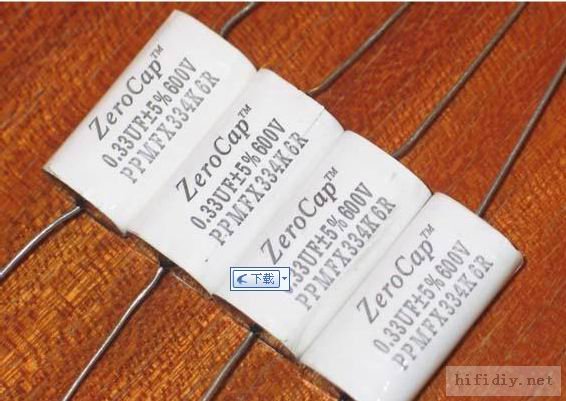 ZeroCap™
0.33UF±5%600V
PPMFX334K6R
ZeroCap™
0.33UF±5%600V
PPMFX334K6R
ZeroCap™
0.33UF±5%600V
PPMFX334K6R
ZeroCap™
0.33UF±5%600V
PPMFX334K6R
下载
hifidiy.net